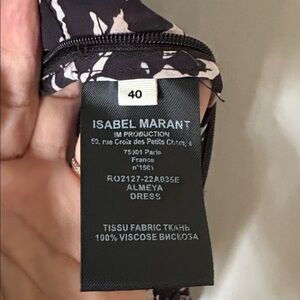 40
ISABEL MARANT
IM PRODUCTION
50, rue Croix des Petits Champs
75001 Paris
France
n°1501
RO2127-22A035E
ALMEYA
DRESS
TISSU FABRIC ТКАНЬ
100% VISCOSE ВИСКОЗА